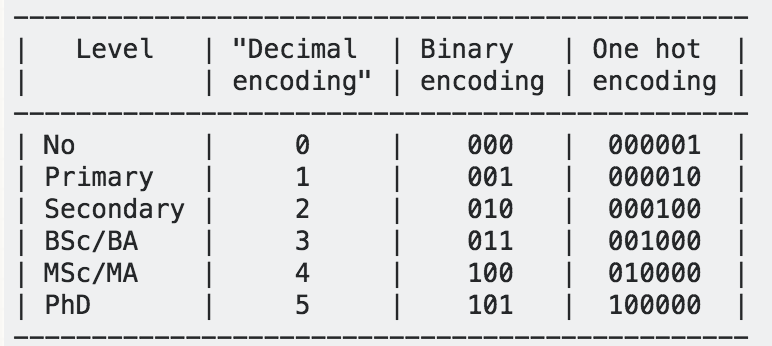 ---------------------------------------------
|   Level   | "Decimal  | Binary   | One hot  |
|           | encoding" | encoding | encoding |
---------------------------------------------
| No        |     0     |    000   |  000001  |
| Primary   |     1     |    001   |  000010  |
| Secondary |     2     |    010   |  000100  |
| BSc/BA    |     3     |    011   |  001000  |
| MSc/MA    |     4     |    100   |  010000  |
| PhD       |     5     |    101   |  100000  |
---------------------------------------------